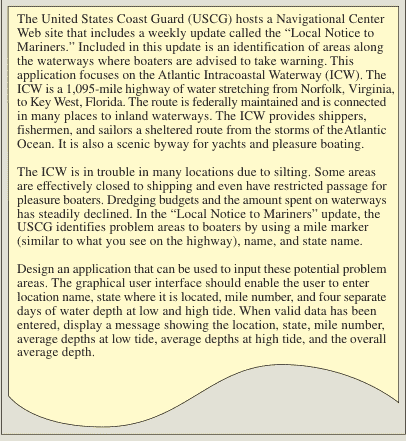 The United States Coast Guard (USCG) hosts a Navigational Center
Web site that includes a weekly update called the “Local Notice to
Mariners.” Included in this update is an identification of areas along
the waterways where boaters are advised to take warning. This
application focuses on the Atlantic Intracoastal Waterway (ICW). The
ICW is a 1,095-mile highway of water stretching from Norfolk, Virginia,
to Key West, Florida. The route is federally maintained and is connected
in many places to inland waterways. The ICW provides shippers,
fishermen, and sailors a sheltered route from the storms of the Atlantic
Ocean. It is also a scenic byway for yachts and pleasure boating.
The ICW is in trouble in many locations due to silting. Some areas
are effectively closed to shipping and even have restricted passage for
pleasure boaters. Dredging budgets and the amount spent on waterways
has steadily declined. In the “Local Notice to Mariners” update, the
USCG identifies problem areas to boaters by using a mile marker
(similar to what you see on the highway), name, and state name.
Design an application that can be used to input these potential problem
areas. The graphical user interface should enable the user to enter
location name, state where it is located, mile number, and four separate
days of water depth at low and high tide. When valid data has been
entered, display a message showing the location, state, mile number,
average depths at low tide, average depths at high tide, and the overall
average depth.